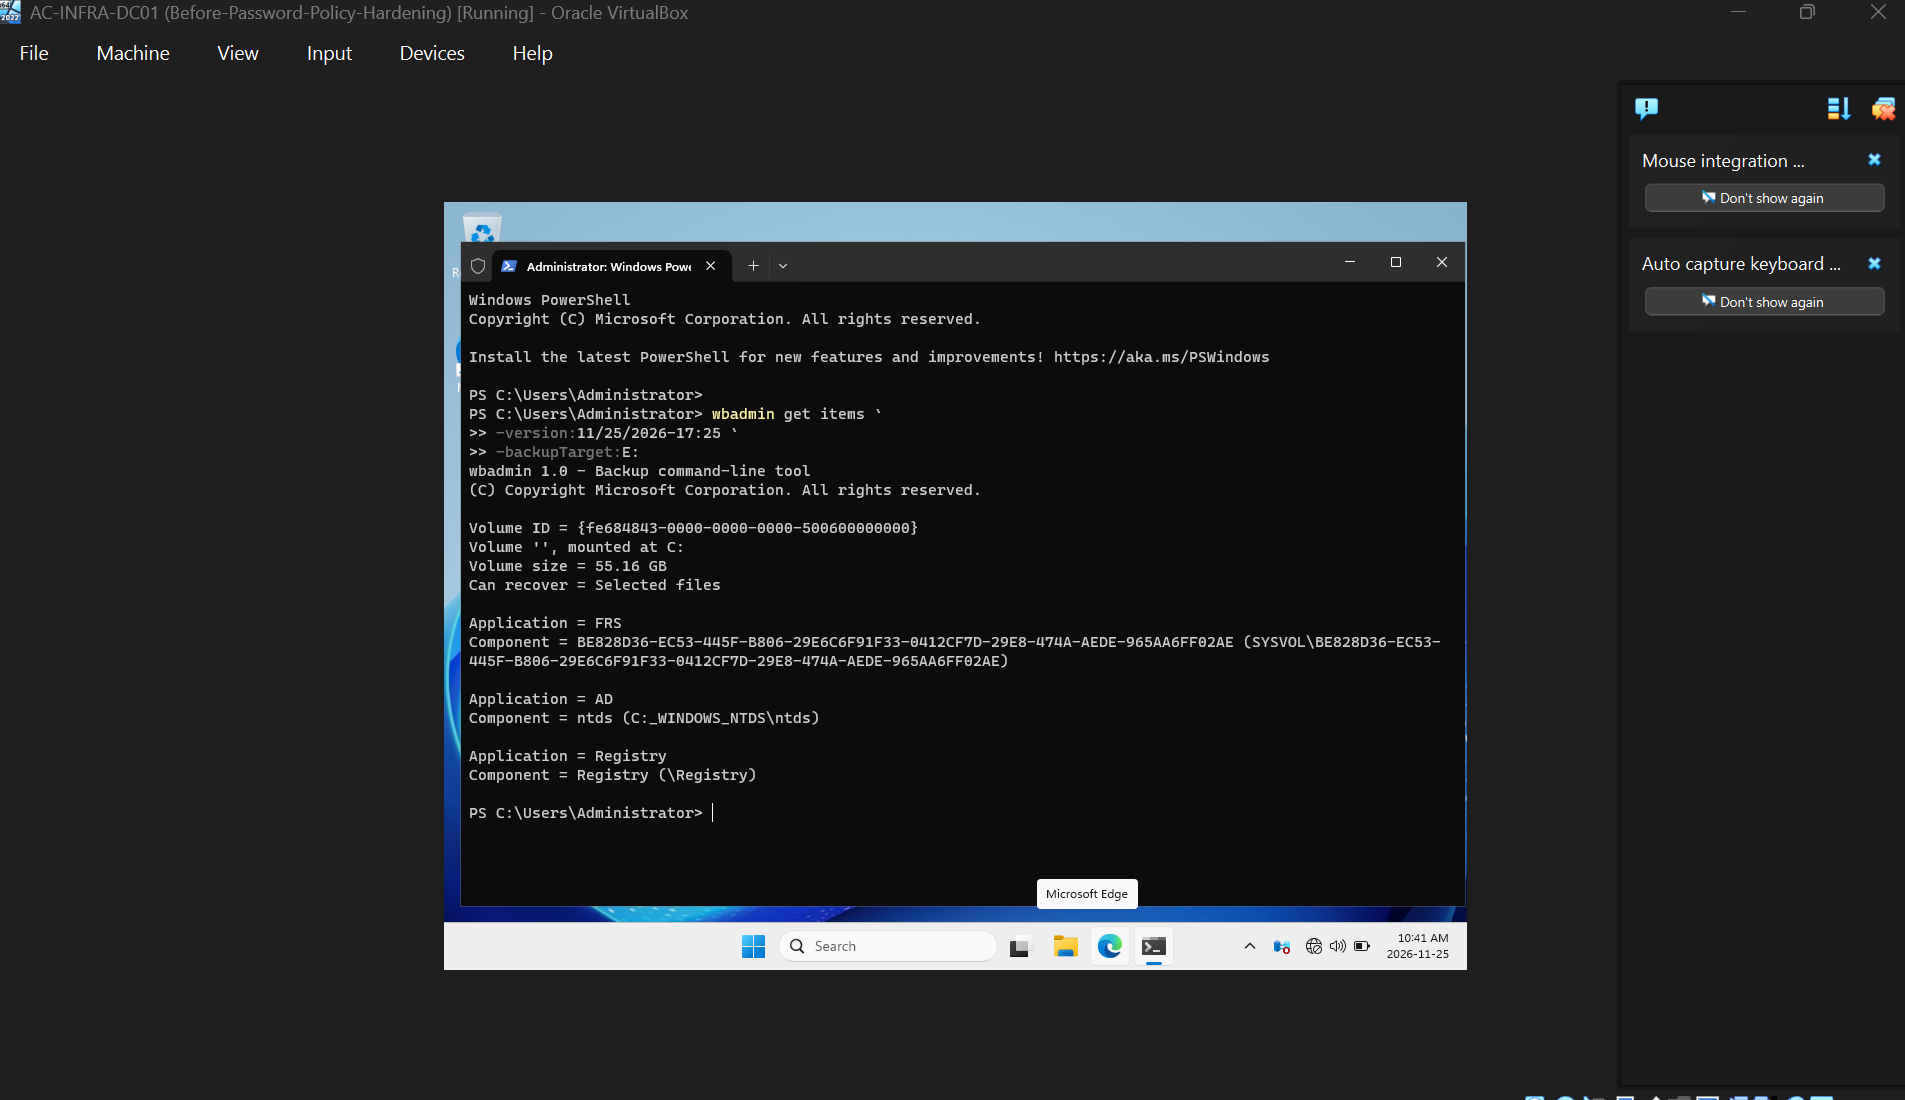 AC-INFRA-DC01 (Before-Password-Policy-Hardening) [Running] - Oracle VirtualBox
File Machine View Input Devices Help
Mouse integration ...
Don't show again
Auto capture keyboard ...
Don't show again
Administrator: Windows Powe
Windows PowerShell
Copyright (C) Microsoft Corporation. All rights reserved.
Install the latest PowerShell for new features and improvements! https://aka.ms/PSWindows
PS C:\Users\Administrator>
PS C:\Users\Administrator> wbadmin get items `
>> -version:11/25/2026-17:25 `
>> -backupTarget:E:
wbadmin 1.0 - Backup command-line tool
(C) Copyright Microsoft Corporation. All rights reserved.
Volume ID = {fe684843-0000-0000-0000-500600000000}
Volume '', mounted at C:
Volume size = 55.16 GB
Can recover = Selected files
Application = FRS
Component = BE828D36-EC53-445F-B806-29E6C6F91F33-0412CF7D-29E8-474A-AEDE-965AA6FF02AE (SYSVOL\BE828D36-EC53-
445F-B806-29E6C6F91F33-0412CF7D-29E8-474A-AEDE-965AA6FF02AE)
Application = AD
Component = ntds (C:_WINDOWS_NTDS\ntds)
Application = Registry
Component = Registry (\Registry)
PS C:\Users\Administrator>
Microsoft Edge
Search
10:41 AM
2026-11-25